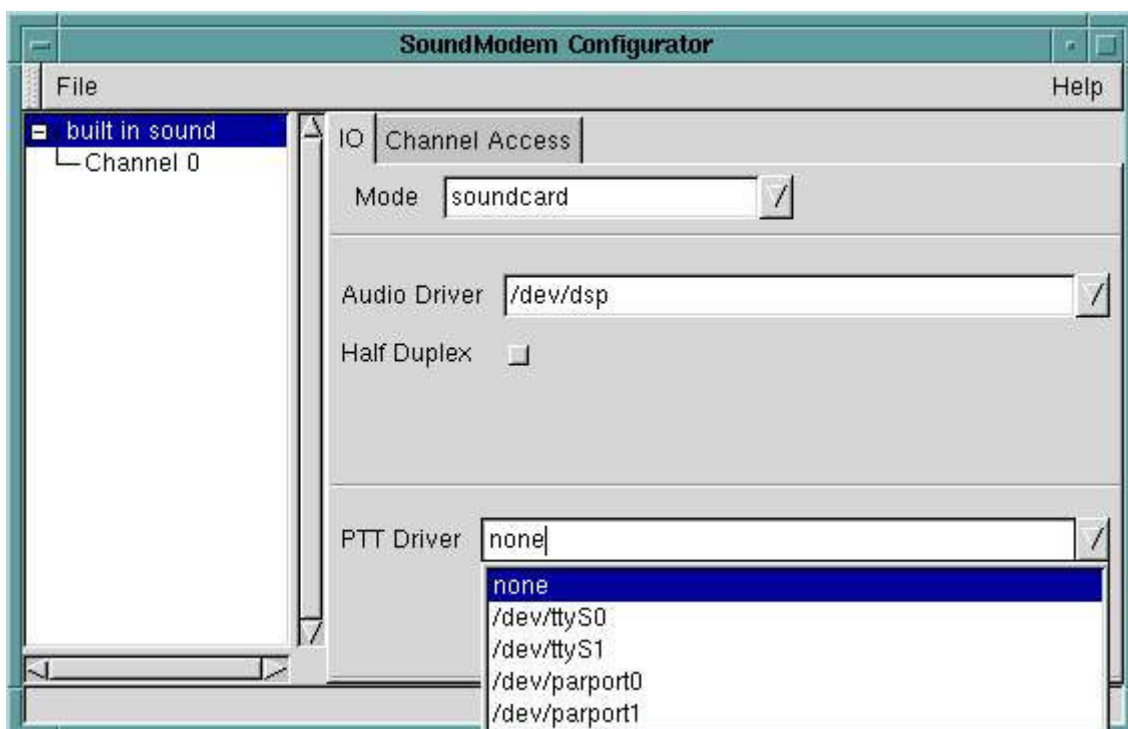 SoundModem Configurator
File Help
built in sound
Channel 0
IO Channel Access
Mode soundcard
Audio Driver /dev/dsp
Half Duplex
PTT Driver none
none
/dev/ttyS0
/dev/ttyS1
/dev/parport0
/dev/parport1